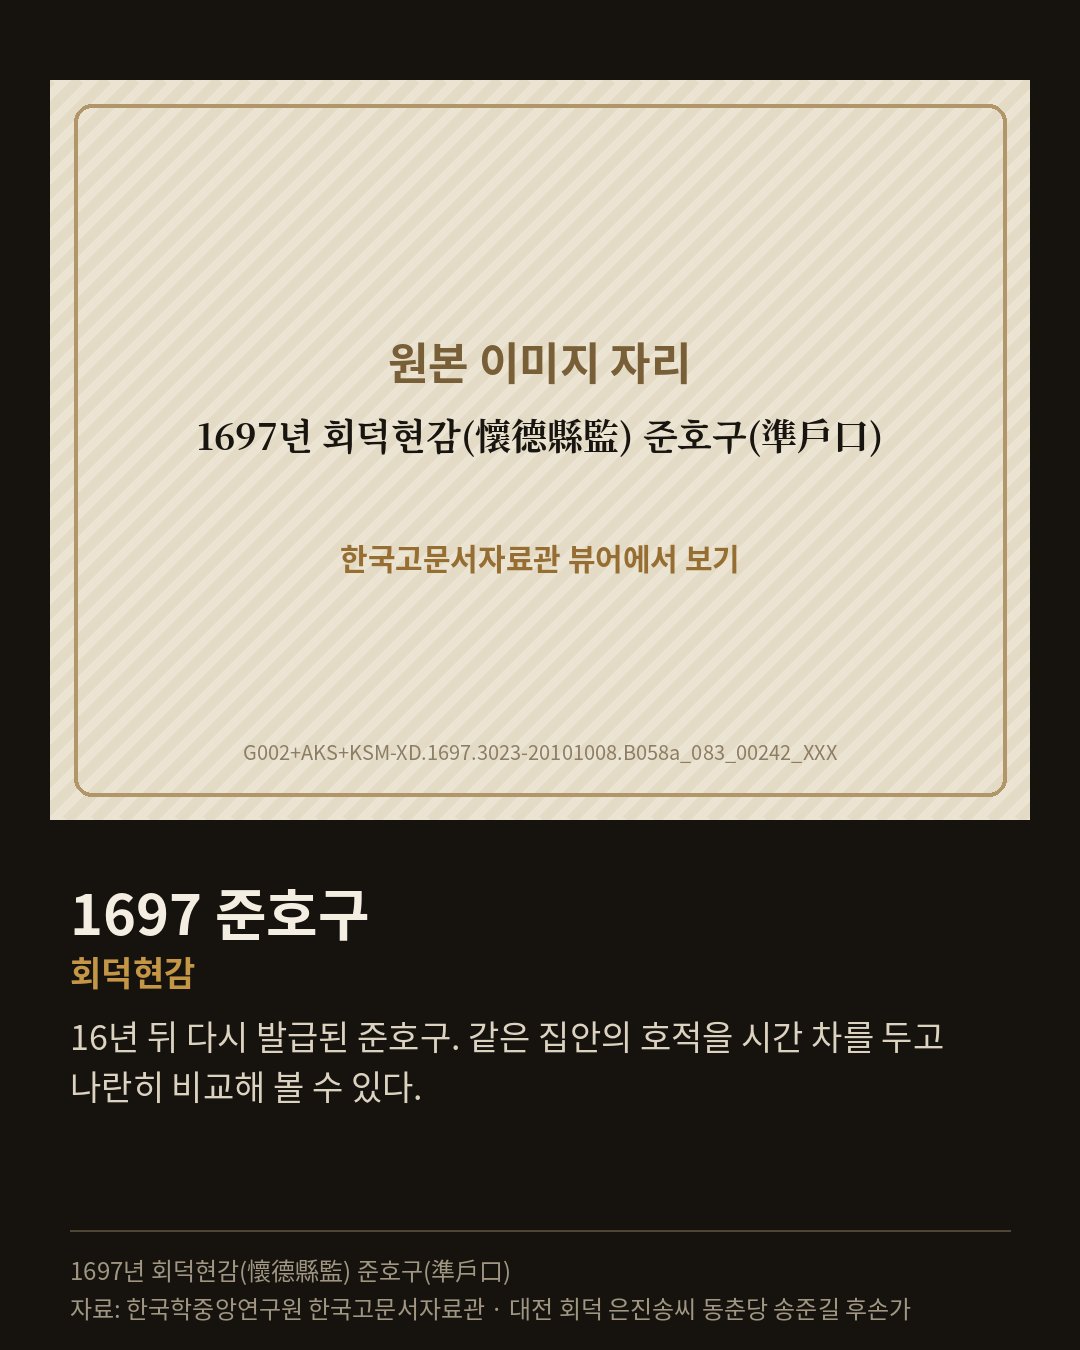 원본 이미지 자리
1697년 회덕현감(懷德縣監) 준호구(準戶口)
한국고문서자료관 뷰어에서 보기
G002+AKS+KSM-XD.1697.3023-20101008.B058a_083_00242_XXX
1697 준호구
회덕현감
16년 뒤 다시 발급된 준호구. 같은 집안의 호적을 시간 차를 두고
나란히 비교해 볼 수 있다.
1697년 회덕현감(懷德縣監) 준호구(準戶口)
자료: 한국학중앙연구원 한국고문서자료관 · 대전 회덕 은진송씨 동춘당 송준길 후손가